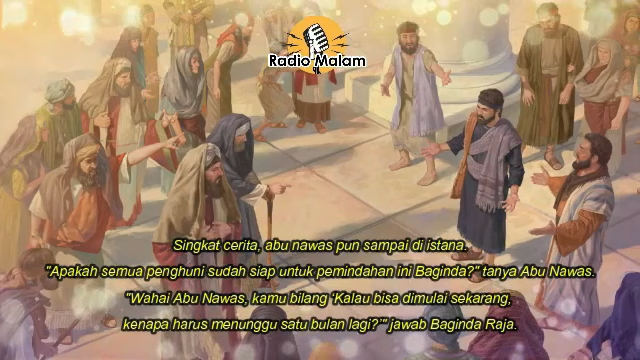 Radio Malam
Singkat cerita, abu nawas pun sampai di istana.
"Apakah semua penghuni sudah siap untuk pemindahan ini Baginda?" tanya Abu Nawas.
"Wahai Abu Nawas, kamu bilang 'Kalau bisa dimulai sekarang,
kenapa harus menunggu satu bulan lagi?'" jawab Baginda Raja.